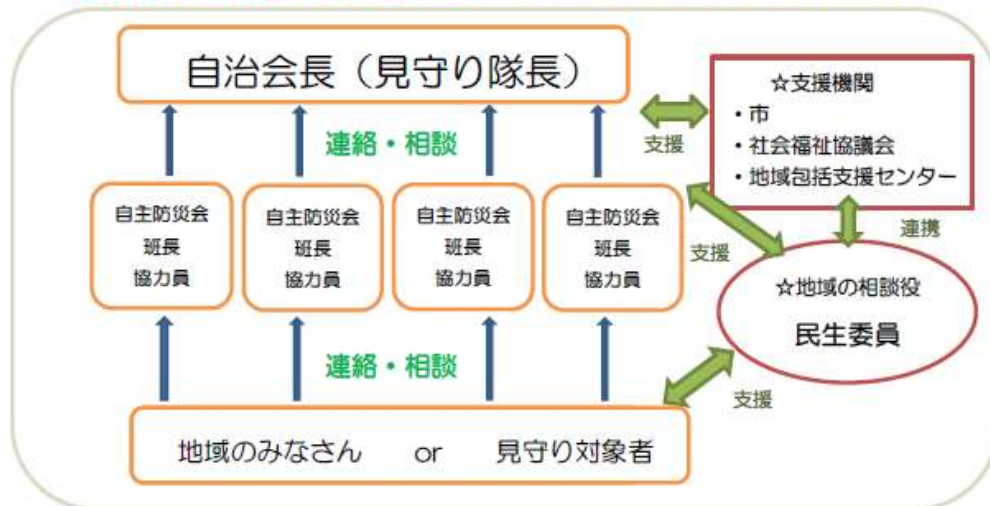 自治会長（見守り隊長）
連絡・相談
支援
☆支援機関
・市
・社会福祉協議会
・地域包括支援センター
自主防災会
班長
協力員
自主防災会
班長
協力員
自主防災会
班長
協力員
自主防災会
班長
協力員
支援
連携
☆地域の相談役
民生委員
連絡・相談
支援
地域のみなさん or 見守り対象者